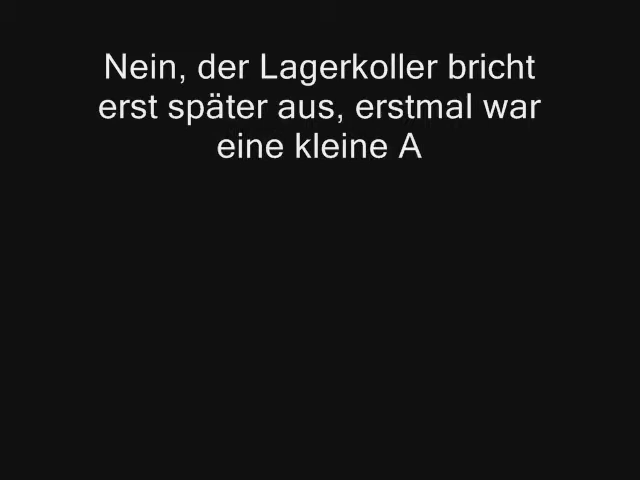 Nein, der Lagerkoller bricht
erst später aus, erstmal war
eine kleine A